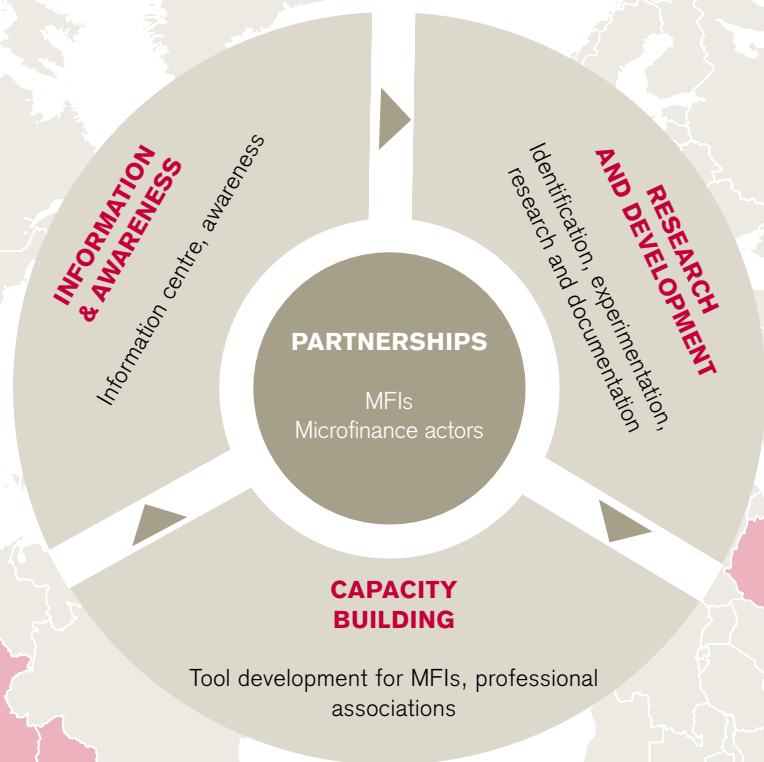 INFORMATION
& AWARENESS
Information centre, awareness
RESEARCH
AND DEVELOPMENT
Identification, experimentation,
research and documentation
PARTNERSHIPS
MFIs
Microfinance actors
CAPACITY
BUILDING
Tool development for MFIs, professional
associations